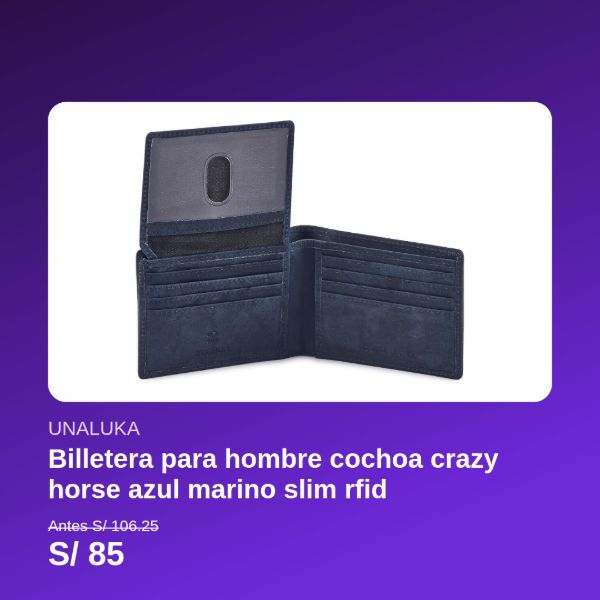 UNALUKA
Billetera para hombre cochoa crazy
horse azul marino slim rfid
Antes S/ 106.25
S/ 85